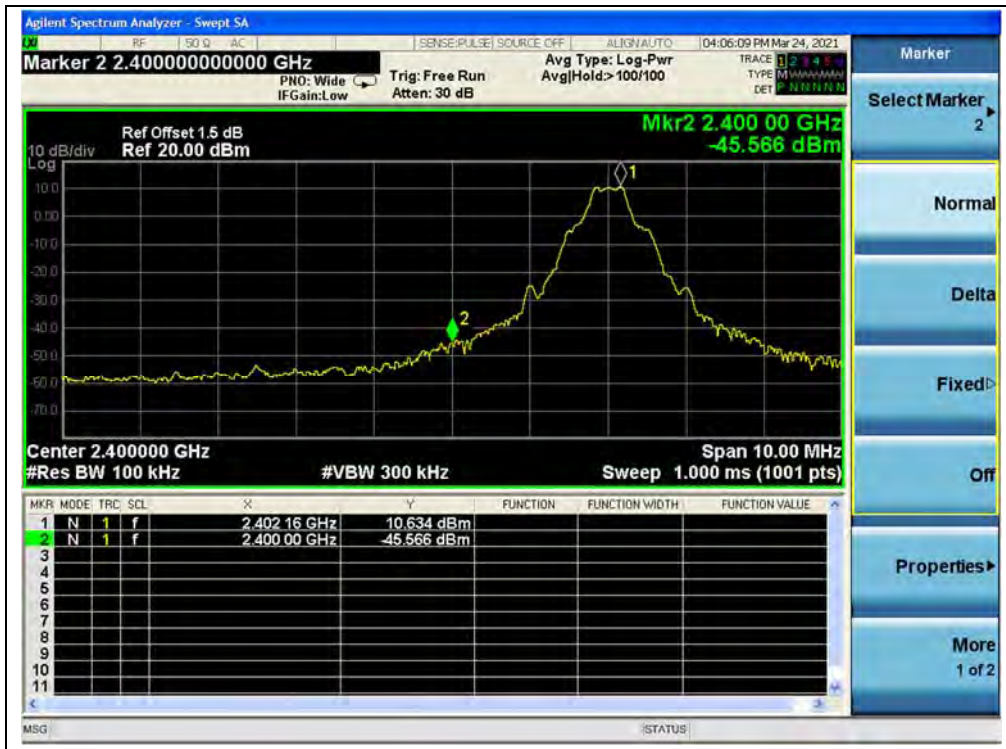 Agilent Spectrum Analyzer - Swept SA
LXI RF 50 Ω AC SENSE:PULSE SOURCE OFF ALIGN AUTO 04:06:09 PM Mar 24, 2021
Marker 2 2.400000000000 GHz
PNO: Wide
IFGain:Low
Trig: Free Run
Atten: 30 dB
Avg Type: Log-Pwr
Avg|Hold:> 100/100
TRACE 1 2 3 4 5 6
TYPE M WWWWW
DET P N N N N N
Ref Offset 1.5 dB
Ref 20.00 dBm
10 dB/div
Log
Mkr2 2.400 00 GHz
-45.566 dBm
10.0
0.00
-10.0
-20.0
-30.0
-40.0
-50.0
-60.0
-70.0
1
2
Center 2.400000 GHz
Span 10.00 MHz
#Res BW 100 kHz
#VBW 300 kHz
Sweep 1.000 ms (1001 pts)
MKR MODE TRC SCL X Y FUNCTION FUNCTION WIDTH FUNCTION VALUE
1 N 1 f 2.402 16 GHz 10.634 dBm
2 N 1 f 2.400 00 GHz -45.566 dBm
3
4
5
6
7
8
9
10
11
MSG
STATUS
Marker
Select Marker
2
Normal
Delta
Fixed
Off
Properties
More
1 of 2